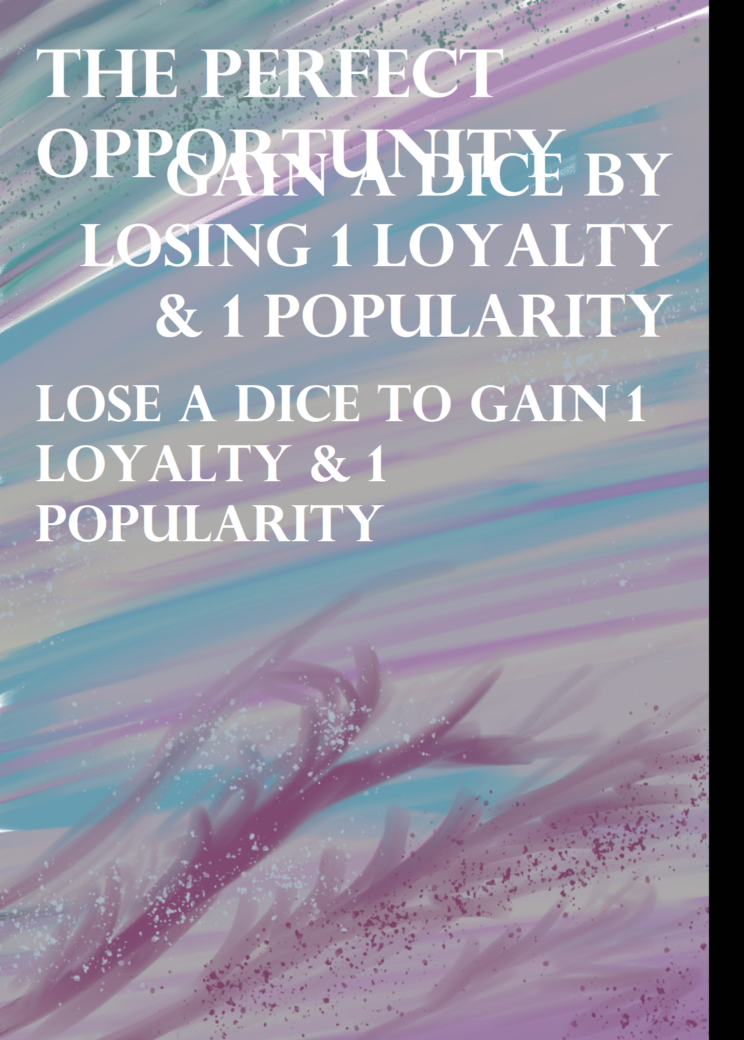 THE PERFECT
OPPORTUNITY
GAIN A DICE BY
LOSING 1 LOYALTY
& 1 POPULARITY
LOSE A DICE TO GAIN 1
LOYALTY & 1
POPULARITY